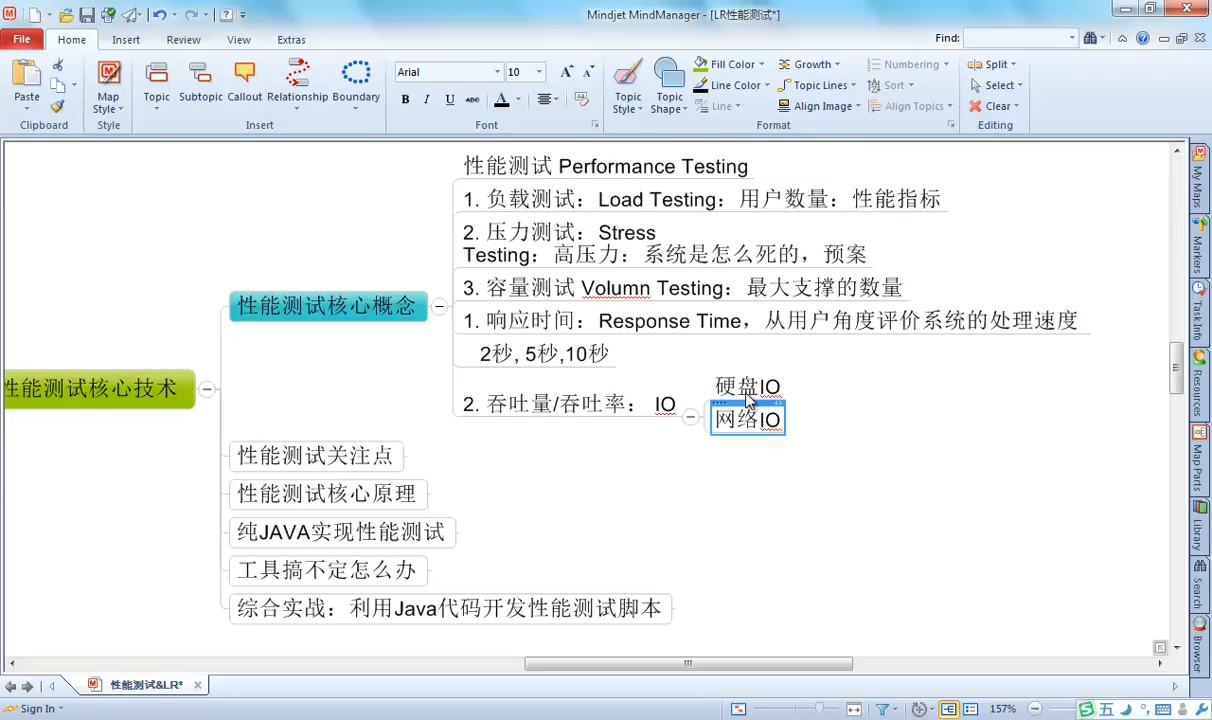 Mindjet MindManager - [LR性能测试*]
File Home Insert Review View Extras
Find:
Paste
Clipboard
Map Style
Style
Topic Subtopic Callout Relationship Boundary
Insert
Arial 10
B I U abc A
Font
Topic Style Topic Shape
Fill Color Growth Numbering
Line Color Topic Lines Sort
Line Align Image Align Topics
Format
Split
Select
Clear
Editing
性能测试 Performance Testing
1. 负载测试：Load Testing：用户数量：性能指标
2. 压力测试：Stress
Testing：高压力：系统是怎么死的，预案
3. 容量测试 Volumn Testing：最大支撑的数量
性能测试核心概念
1. 响应时间：Response Time，从用户角度评价系统的处理速度
2秒, 5秒,10秒
性能测试核心技术
2. 吞吐量/吞吐率： IO
硬盘IO
网络IO
性能测试关注点
性能测试核心原理
纯JAVA实现性能测试
工具搞不定怎么办
综合实战：利用Java代码开发性能测试脚本
My Maps
Markers
Task Info
Resources
Map Parts
Library
Search
Browser
性能测试&LR*
Sign In
157%
五